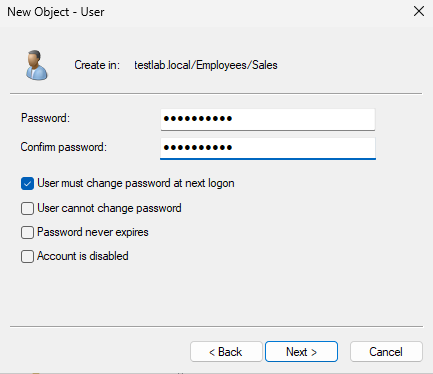 New Object - User
Create in: testlab.local/Employees/Sales
Password: ●●●●●●●●●●
Confirm password: ●●●●●●●●●●
User must change password at next logon
User cannot change password
Password never expires
Account is disabled
< Back Next > Cancel